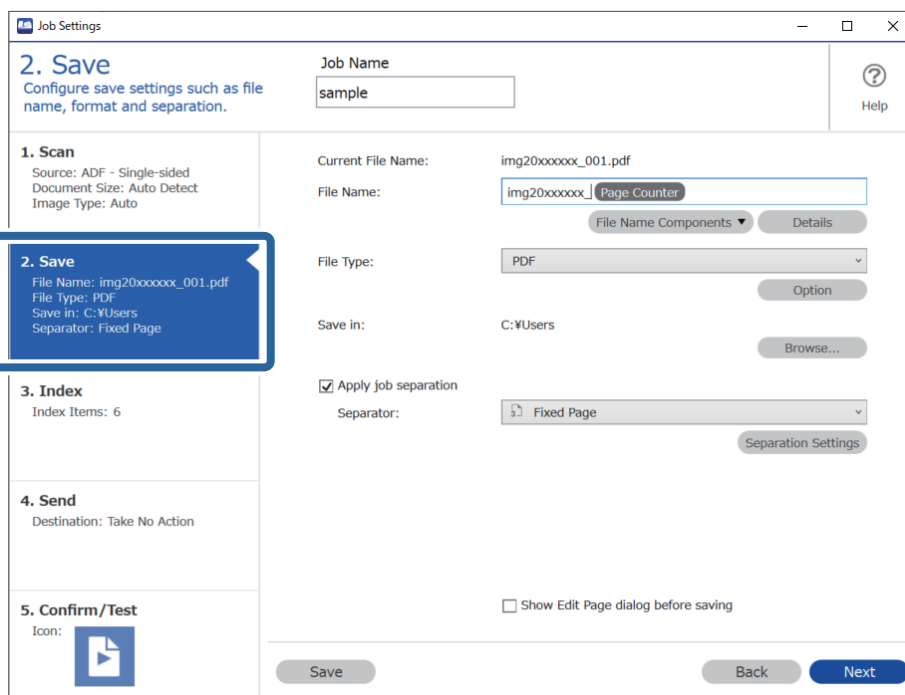 Job Settings
2. Save
Configure save settings such as file
name, format and separation.
Job Name
sample
Help
1. Scan
Source: ADF - Single-sided
Document Size: Auto Detect
Image Type: Auto
2. Save
File Name: img20xxxxxx_001.pdf
File Type: PDF
Save in: C:¥Users
Separator: Fixed Page
3. Index
Index Items: 6
4. Send
Destination: Take No Action
5. Confirm/Test
Icon:
Current File Name: img20xxxxxx_001.pdf
File Name: img20xxxxxx_ Page Counter
File Name Components ▼ Details
File Type: PDF
Option
Save in: C:¥Users
Browse...
Apply job separation
Separator: Fixed Page
Separation Settings
Show Edit Page dialog before saving
Save Back Next